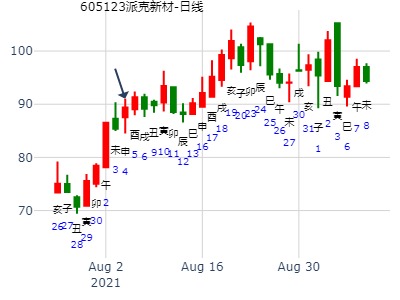 605123派克新材-日线
100
90
80
70
亥
26
子
27
丑
28
寅
29
卯
30
午
2
未
3
申
4
酉
5
戌
6
丑
9
寅
10
卯
11
辰
12
巳
13
申
16
酉
17
戌
18
亥
19
子
20
卯
23
辰
24
巳
25
午
26
未
27
戌
30
亥
31
子
1
丑
2
寅
3
巳
6
午
7
未
8
Aug 2
2021
Aug 16
Aug 30